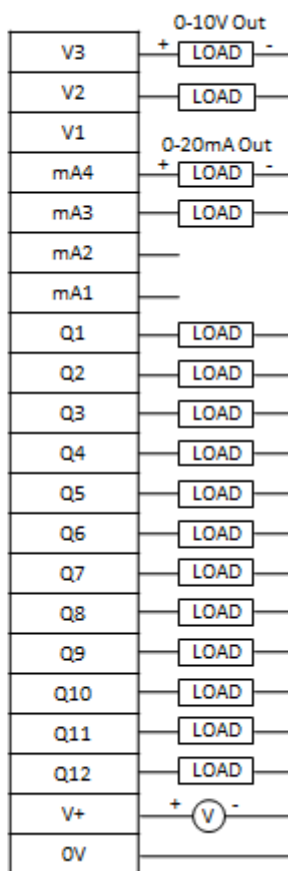 0-10V Out
V3 + LOAD -
V2 LOAD
V1
0-20mA Out
mA4 + LOAD -
mA3 LOAD
mA2
mA1
Q1 LOAD
Q2 LOAD
Q3 LOAD
Q4 LOAD
Q5 LOAD
Q6 LOAD
Q7 LOAD
Q8 LOAD
Q9 LOAD
Q10 LOAD
Q11 LOAD
Q12 LOAD
V+ + V -
0V